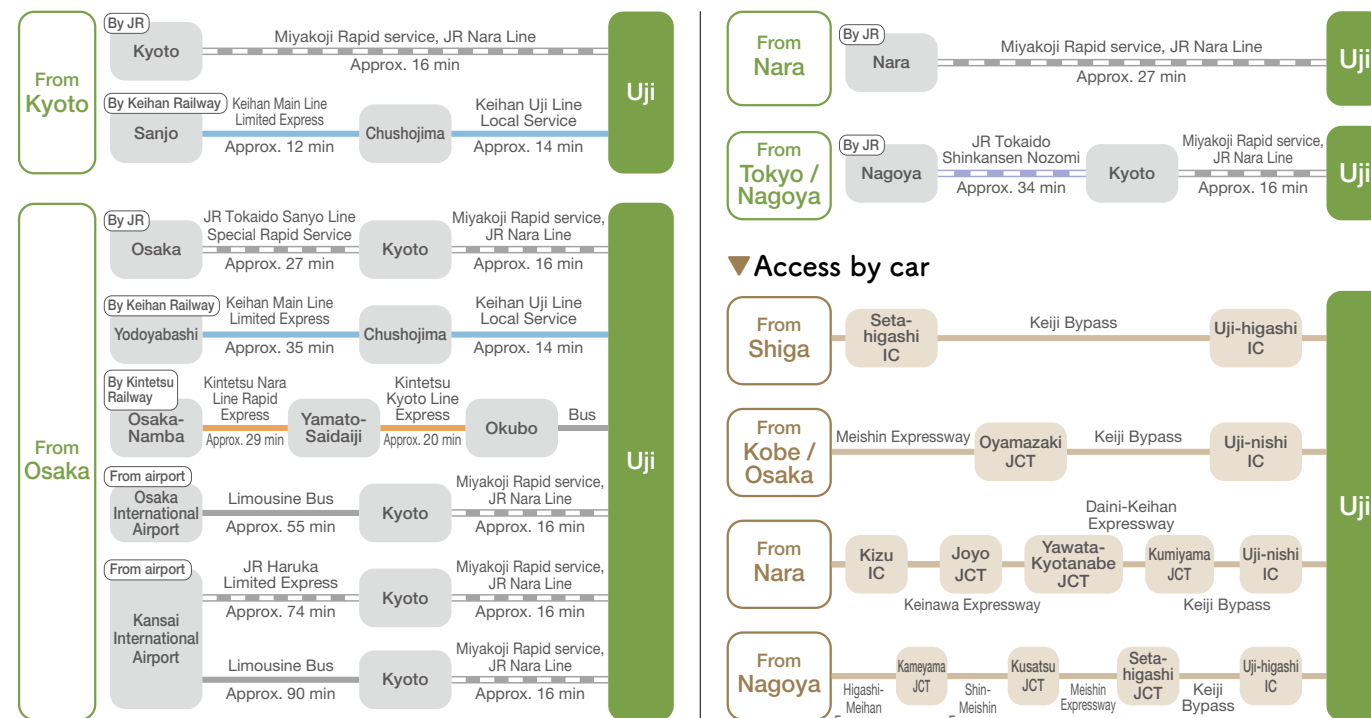 From
Kyoto
By JR
Kyoto
Miyakoji Rapid service, JR Nara Line
Approx. 16 min
By Keihan Railway
Sanjo
Keihan Main Line
Limited Express
Approx. 12 min
Chushojima
Keihan Uji Line
Local Service
Approx. 14 min
Uji
From
Osaka
By JR
Osaka
JR Tokaido Sanyo Line
Special Rapid Service
Approx. 27 min
Kyoto
Miyakoji Rapid service,
JR Nara Line
Approx. 16 min
By Keihan Railway
Yodoyabashi
Keihan Main Line
Limited Express
Approx. 35 min
Chushojima
Keihan Uji Line
Local Service
Approx. 14 min
By Kintetsu
Railway
Osaka-
Namba
Kintetsu Nara
Line Rapid
Express
Approx. 29 min
Yamato-
Saidaiji
Kintetsu
Kyoto Line
Express
Approx. 20 min
Okubo
Bus
From airport
Osaka
International
Airport
Limousine Bus
Approx. 55 min
Kyoto
Miyakoji Rapid service,
JR Nara Line
Approx. 16 min
From airport
Kansai
International
Airport
JR Haruka
Limited Express
Approx. 74 min
Kyoto
Miyakoji Rapid service,
JR Nara Line
Approx. 16 min
Limousine Bus
Approx. 90 min
Kyoto
Miyakoji Rapid service,
JR Nara Line
Approx. 16 min
Uji
From
Nara
By JR
Nara
Miyakoji Rapid service, JR Nara Line
Approx. 27 min
Uji
From
Tokyo /
Nagoya
By JR
Nagoya
JR Tokaido
Shinkansen Nozomi
Approx. 34 min
Kyoto
Miyakoji Rapid service,
JR Nara Line
Approx. 16 min
Uji
▼Access by car
From
Shiga
Seta-
higashi
IC
Keiji Bypass
Uji-higashi
IC
From
Kobe /
Osaka
Meishin Expressway
Oyamazaki
JCT
Keiji Bypass
Uji-nishi
IC
From
Nara
Kizu
IC
Keinawa Expressway
Joyo
JCT
Yawata-
Kyotanabe
JCT
Daini-Keihan
Expressway
Kumiyama
JCT
Keiji Bypass
Uji-nishi
IC
From
Nagoya
Higashi-
Meihan
Kameyama
JCT
Shin-
Meishin
Kusatsu
JCT
Meishin
Expressway
Seta-
higashi
JCT
Keiji
Bypass
Uji-higashi
IC
Uji